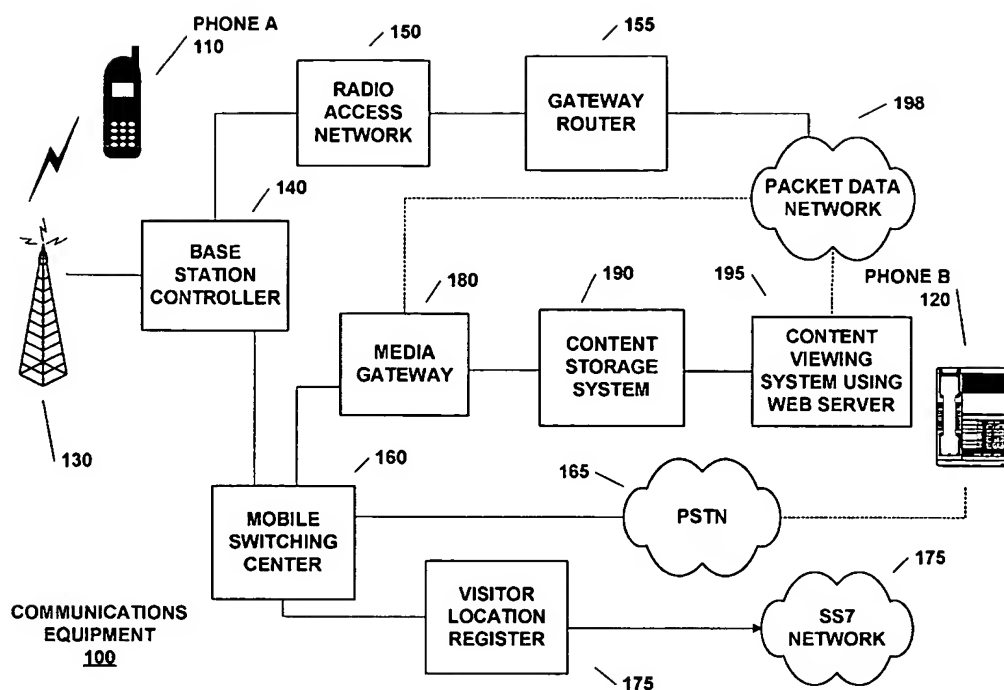 PHONE A
110
150
155
RADIO
ACCESS
NETWORK
GATEWAY
ROUTER
198
PACKET DATA
NETWORK
140
BASE
STATION
CONTROLLER
180
190
195
PHONE B
120
MEDIA
GATEWAY
CONTENT
STORAGE
SYSTEM
CONTENT
VIEWING
SYSTEM USING
WEB SERVER
130
160
165
MOBILE
SWITCHING
CENTER
PSTN
175
VISITOR
LOCATION
REGISTER
SS7
NETWORK
COMMUNICATIONS
EQUIPMENT
100
175